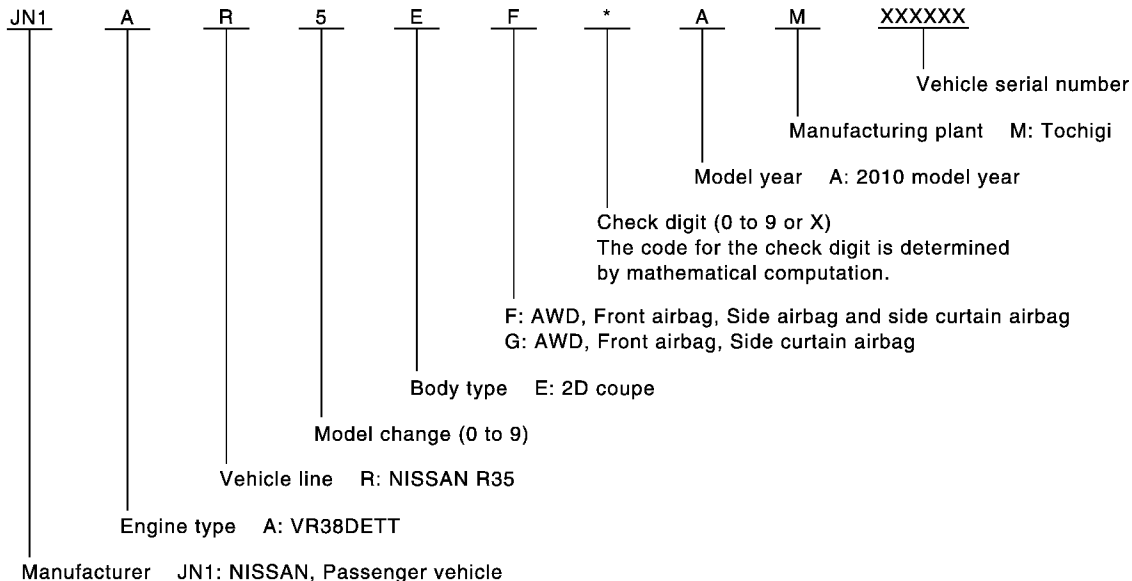 JN1 A R 5 E F * A M XXXXXX
Vehicle serial number
Manufacturing plant M: Tochigi
Model year A: 2010 model year
Check digit (0 to 9 or X)
The code for the check digit is determined
by mathematical computation.
F: AWD, Front airbag, Side airbag and side curtain airbag
G: AWD, Front airbag, Side curtain airbag
Body type E: 2D coupe
Model change (0 to 9)
Vehicle line R: NISSAN R35
Engine type A: VR38DETT
Manufacturer JN1: NISSAN, Passenger vehicle